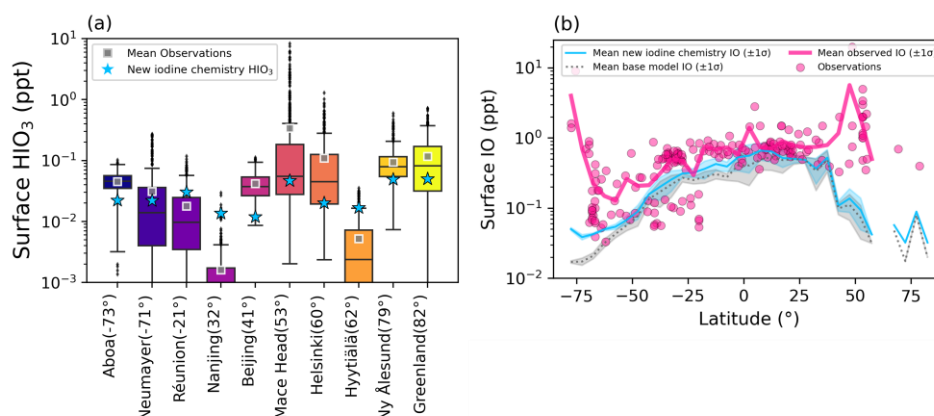 (a)
Surface HIO₃ (ppt)
10¹
10⁰
10⁻¹
10⁻²
10⁻³
Mean Observations
New iodine chemistry HIO₃
Aboa(-73°)
Neumayer(-71°)
Réunion(-21°)
Nanjing(32°)
Beijing(41°)
Mace Head(53°)
Helsinki(60°)
Hyytiälä(62°)
Ny Ålesund(79°)
Greenland(82°)
(b)
Surface IO (ppt)
10¹
10⁰
10⁻¹
10⁻²
Mean new iodine chemistry IO (±1σ)
Mean base model IO (±1σ)
Mean observed IO (±1σ)
Observations
−75 −50 −25 0 25 50 75
Latitude (°)